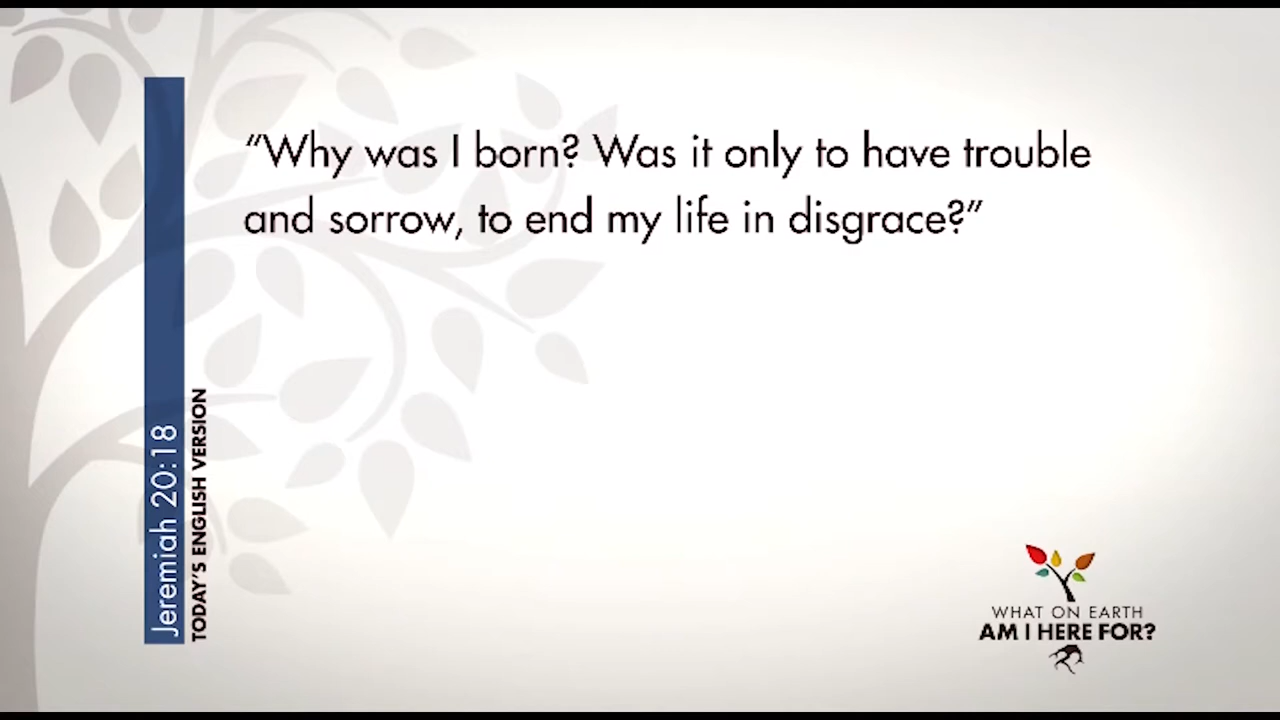 “Why was I born? Was it only to have trouble
and sorrow, to end my life in disgrace?”
Jeremiah 20:18
TODAY’S ENGLISH VERSION
WHAT ON EARTH
AM I HERE FOR?